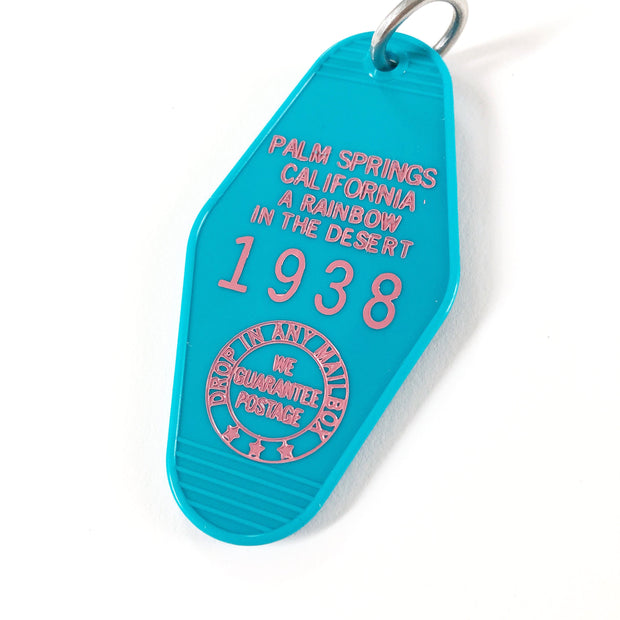 PALM SPRINGS
CALIFORNIA
A RAINBOW
IN THE DESERT
1938
DROP IN ANY MAILBOX
WE
GUARANTEE
POSTAGE